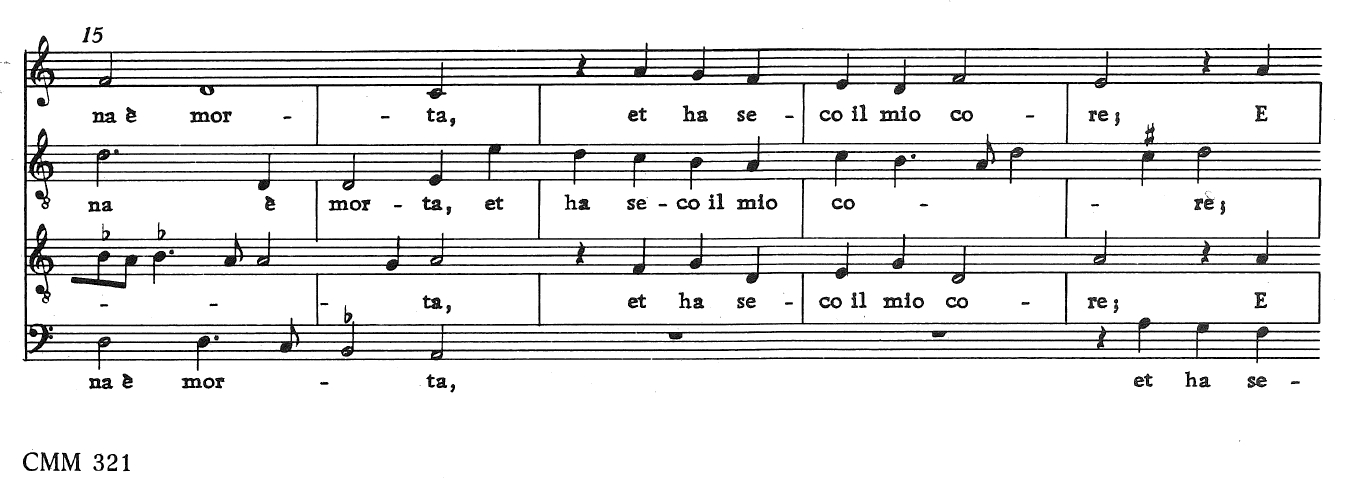 15
na è mor - - ta, et ha se - co il mio co - re; E
na è mor - ta, et ha se - co il mio co - - re;
- - - ta, et ha se - co il mio co - re; E
na è mor - ta, et ha se -
CMM 321